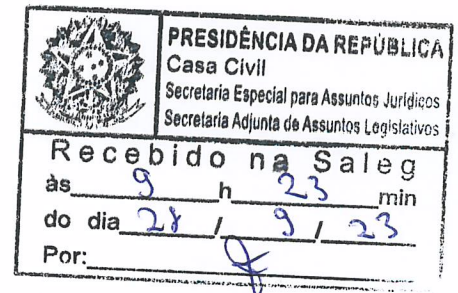 PRESIDÊNCIA DA REPÚBLICA
Casa Civil
Secretaria Especial para Assuntos Jurídicos
Secretaria Adjunta de Assuntos Legislativos
Recebido na Saleg
às 9 h 23 min
do dia 28 / 9 / 23
Por: